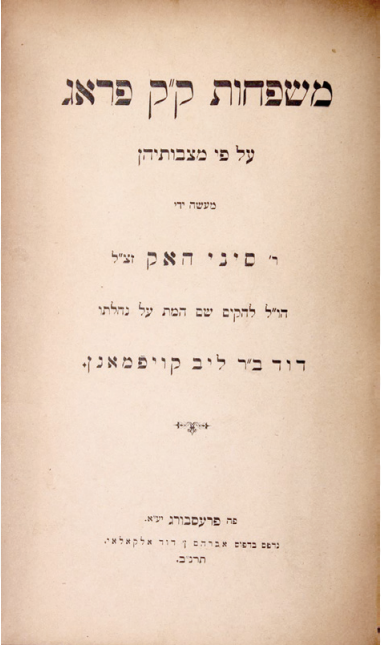 משפחות ק״ק פראג
על פי מצבותיהן
מעשה ידי
ר׳ סיני האק זצ״ל
הו״ל להקים שם המת על נחלתו
דוד ב״ר ליב קויפמאנן.
פה פרעסבורג יע״א.
נדפס בדפוס אברהם ן׳ דוד אלקאלאי.
תרנ״ב.